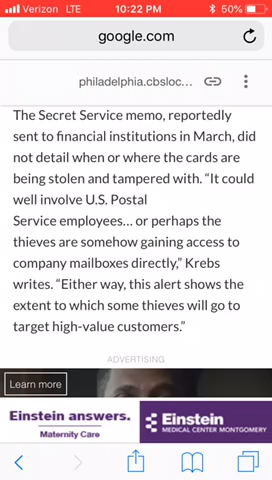 Verizon LTE 10:22 PM 50%
google.com
philadelphia.cbsloc...
The Secret Service memo, reportedly
sent to financial institutions in March, did
not detail when or where the cards are
being stolen and tampered with. “It could
well involve U.S. Postal
Service employees… or perhaps the
thieves are somehow gaining access to
company mailboxes directly,” Krebs
writes. “Either way, this alert shows the
extent to which some thieves will go to
target high-value customers.”
ADVERTISING
Learn more
Einstein answers.
Maternity Care
Einstein
MEDICAL CENTER MONTGOMERY